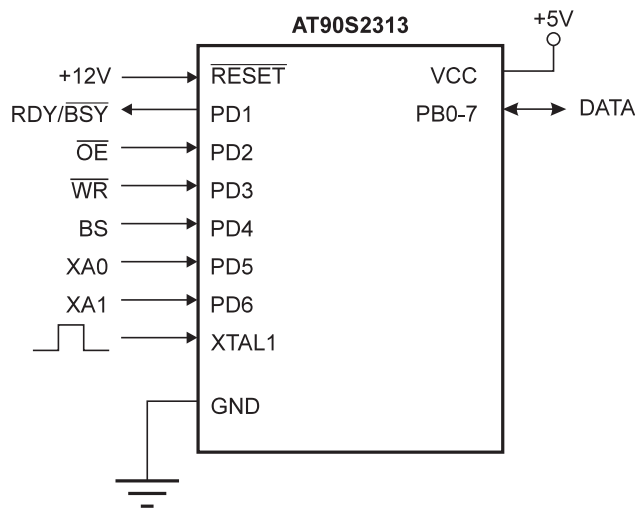 AT90S2313
+5V
+12V RESET VCC
RDY/BSY PD1 PB0-7 DATA
OE PD2
WR PD3
BS PD4
XA0 PD5
XA1 PD6
XTAL1
GND